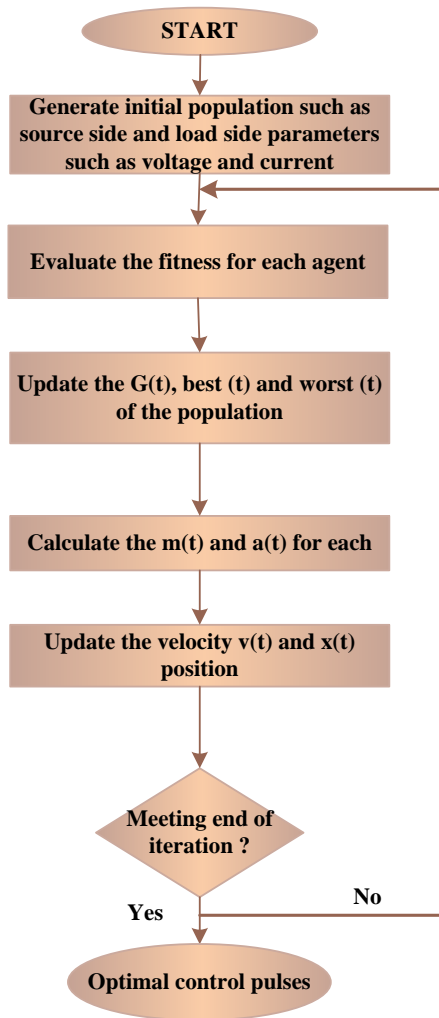 START
Generate initial population such as
source side and load side parameters
such as voltage and current
Evaluate the fitness for each agent
Update the G(t), best (t) and worst (t)
of the population
Calculate the m(t) and a(t) for each
Update the velocity v(t) and x(t)
position
Meeting end of
iteration ?
Yes
No
Optimal control pulses